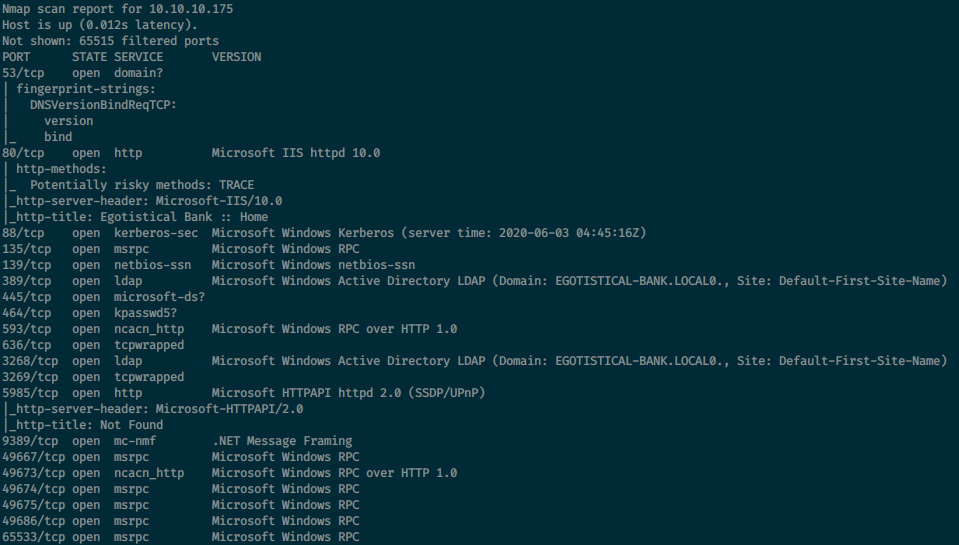 Nmap scan report for 10.10.10.175
Host is up (0.012s latency).
Not shown: 65515 filtered ports
PORT      STATE SERVICE       VERSION
53/tcp    open  domain?
| fingerprint-strings:
|   DNSVersionBindReqTCP:
|     version
|_    bind
80/tcp    open  http          Microsoft IIS httpd 10.0
| http-methods:
|_  Potentially risky methods: TRACE
|_http-server-header: Microsoft-IIS/10.0
|_http-title: Egotistical Bank :: Home
88/tcp    open  kerberos-sec  Microsoft Windows Kerberos (server time: 2020-06-03 04:45:16Z)
135/tcp   open  msrpc         Microsoft Windows RPC
139/tcp   open  netbios-ssn   Microsoft Windows netbios-ssn
389/tcp   open  ldap          Microsoft Windows Active Directory LDAP (Domain: EGOTISTICAL-BANK.LOCAL0., Site: Default-First-Site-Name)
445/tcp   open  microsoft-ds?
464/tcp   open  kpasswd5?
593/tcp   open  ncacn_http    Microsoft Windows RPC over HTTP 1.0
636/tcp   open  tcpwrapped
3268/tcp  open  ldap          Microsoft Windows Active Directory LDAP (Domain: EGOTISTICAL-BANK.LOCAL0., Site: Default-First-Site-Name)
3269/tcp  open  tcpwrapped
5985/tcp  open  http          Microsoft HTTPAPI httpd 2.0 (SSDP/UPnP)
|_http-server-header: Microsoft-HTTPAPI/2.0
|_http-title: Not Found
9389/tcp  open  mc-nmf        .NET Message Framing
49667/tcp open  msrpc         Microsoft Windows RPC
49673/tcp open  ncacn_http    Microsoft Windows RPC over HTTP 1.0
49674/tcp open  msrpc         Microsoft Windows RPC
49675/tcp open  msrpc         Microsoft Windows RPC
49686/tcp open  msrpc         Microsoft Windows RPC
65533/tcp open  msrpc         Microsoft Windows RPC